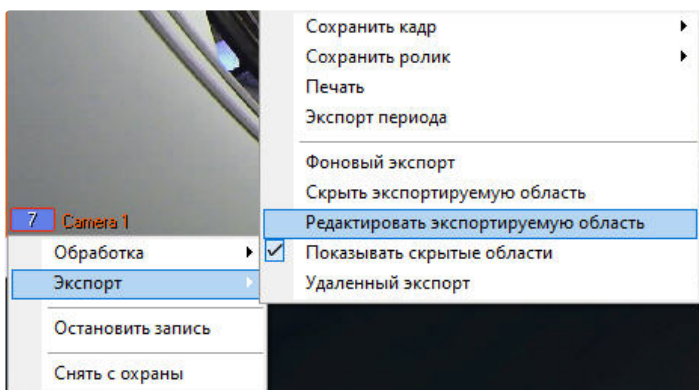 Сохранить кадр
Сохранить ролик
Печать
Экспорт периода
Фоновый экспорт
Скрыть экспортируемую область
Редактировать экспортируемую область
Показывать скрытые области
Удаленный экспорт
7 Camera 1
Обработка
Экспорт
Остановить запись
Снять с охраны